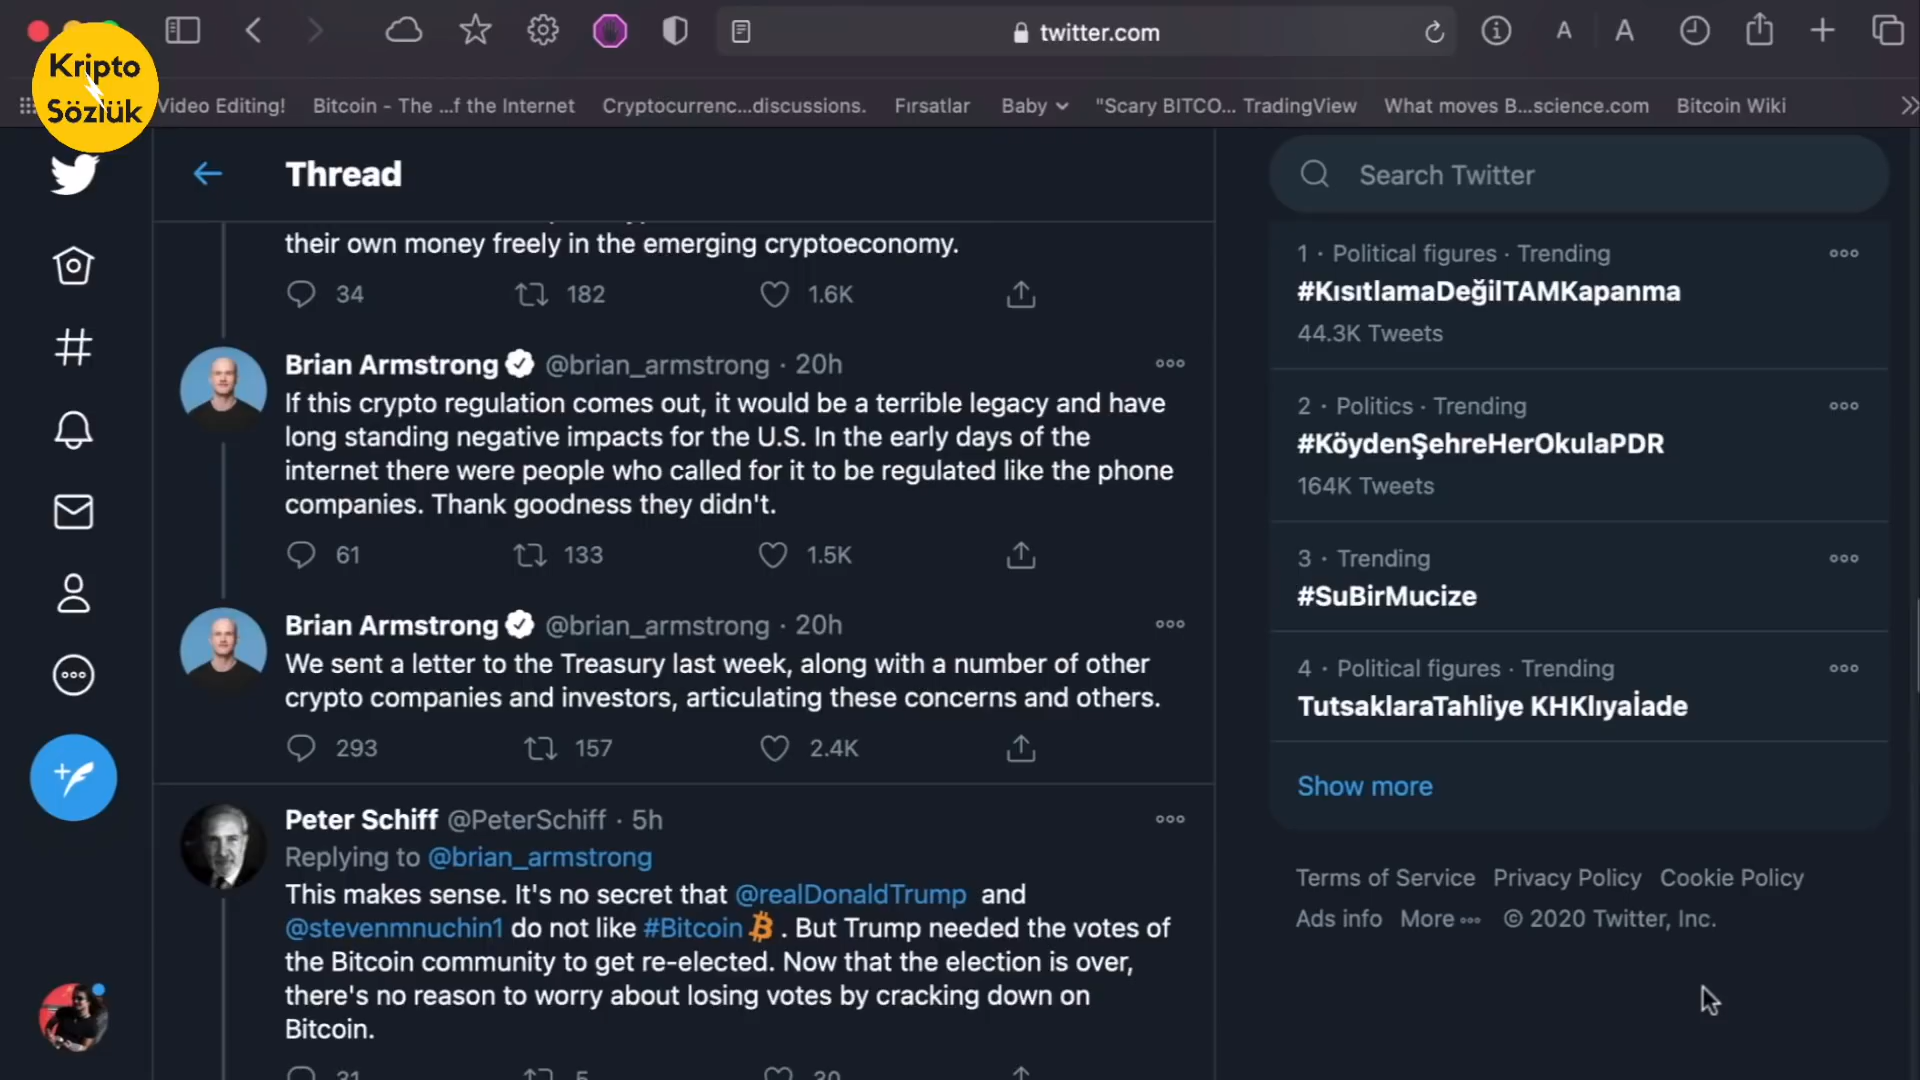 Kripto
Sözlük
twitter.com
A
A
Video Editing!
Bitcoin - The ...f the Internet
Cryptocurrenc...discussions.
Fırsatlar
Baby
"Scary BITCO... TradingView
What moves B...science.com
Bitcoin Wiki
Thread
their own money freely in the emerging cryptoeconomy.
34 182 1.6K
Brian Armstrong @brian_armstrong · 20h
If this crypto regulation comes out, it would be a terrible legacy and have
long standing negative impacts for the U.S. In the early days of the
internet there were people who called for it to be regulated like the phone
companies. Thank goodness they didn't.
61 133 1.5K
Brian Armstrong @brian_armstrong · 20h
We sent a letter to the Treasury last week, along with a number of other
crypto companies and investors, articulating these concerns and others.
293 157 2.4K
Peter Schiff @PeterSchiff · 5h
Replying to @brian_armstrong
This makes sense. It's no secret that @realDonaldTrump and
@stevenmnuchin1 do not like #Bitcoin . But Trump needed the votes of
the Bitcoin community to get re-elected. Now that the election is over,
there's no reason to worry about losing votes by cracking down on
Bitcoin.
Search Twitter
1 · Political figures · Trending
#KısıtlamaDeğilTAMKapanma
44.3K Tweets
2 · Politics · Trending
#KöydenŞehreHerOkulaPDR
164K Tweets
3 · Trending
#SuBirMucize
4 · Political figures · Trending
TutsaklaraTahliye KHKlıyaİade
Show more
Terms of Service Privacy Policy Cookie Policy
Ads info More © 2020 Twitter, Inc.